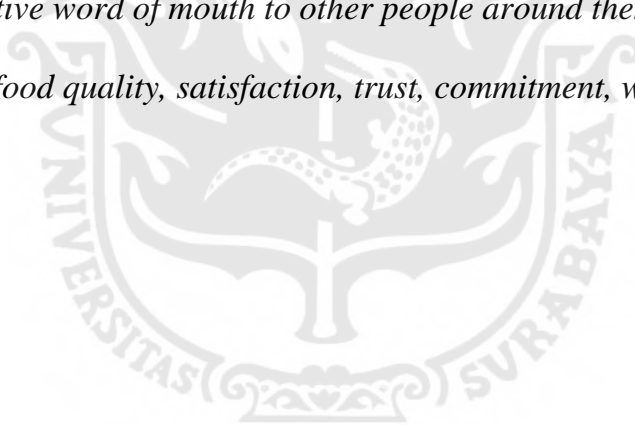 tive word of mouth to other people around the
food quality, satisfaction, trust, commitment, w
UNIVERSITAS SURABAYA